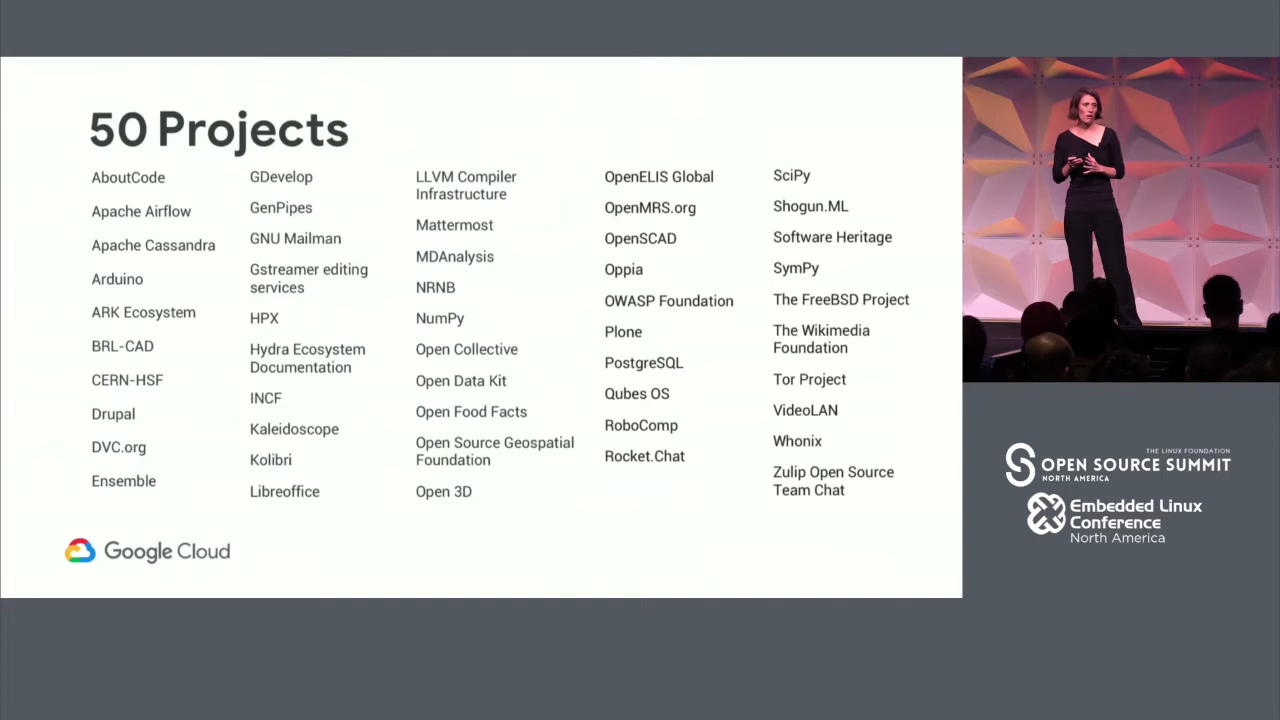 50 Projects
AboutCode
Apache Airflow
Apache Cassandra
Arduino
ARK Ecosystem
BRL-CAD
CERN-HSF
Drupal
DVC.org
Ensemble
GDevelop
GenPipes
GNU Mailman
Gstreamer editing
services
HPX
Hydra Ecosystem
Documentation
INCF
Kaleidoscope
Kolibri
Libreoffice
LLVM Compiler
Infrastructure
Mattermost
MDAnalysis
NRNB
NumPy
Open Collective
Open Data Kit
Open Food Facts
Open Source Geospatial
Foundation
Open 3D
OpenELIS Global
OpenMRS.org
OpenSCAD
Oppia
OWASP Foundation
Plone
PostgreSQL
Qubes OS
RoboComp
Rocket.Chat
SciPy
Shogun.ML
Software Heritage
SymPy
The FreeBSD Project
The Wikimedia
Foundation
Tor Project
VideoLAN
Whonix
Zulip Open Source
Team Chat
Google Cloud
THE LINUX FOUNDATION
OPEN SOURCE SUMMIT
NORTH AMERICA
Embedded Linux
Conference
North America